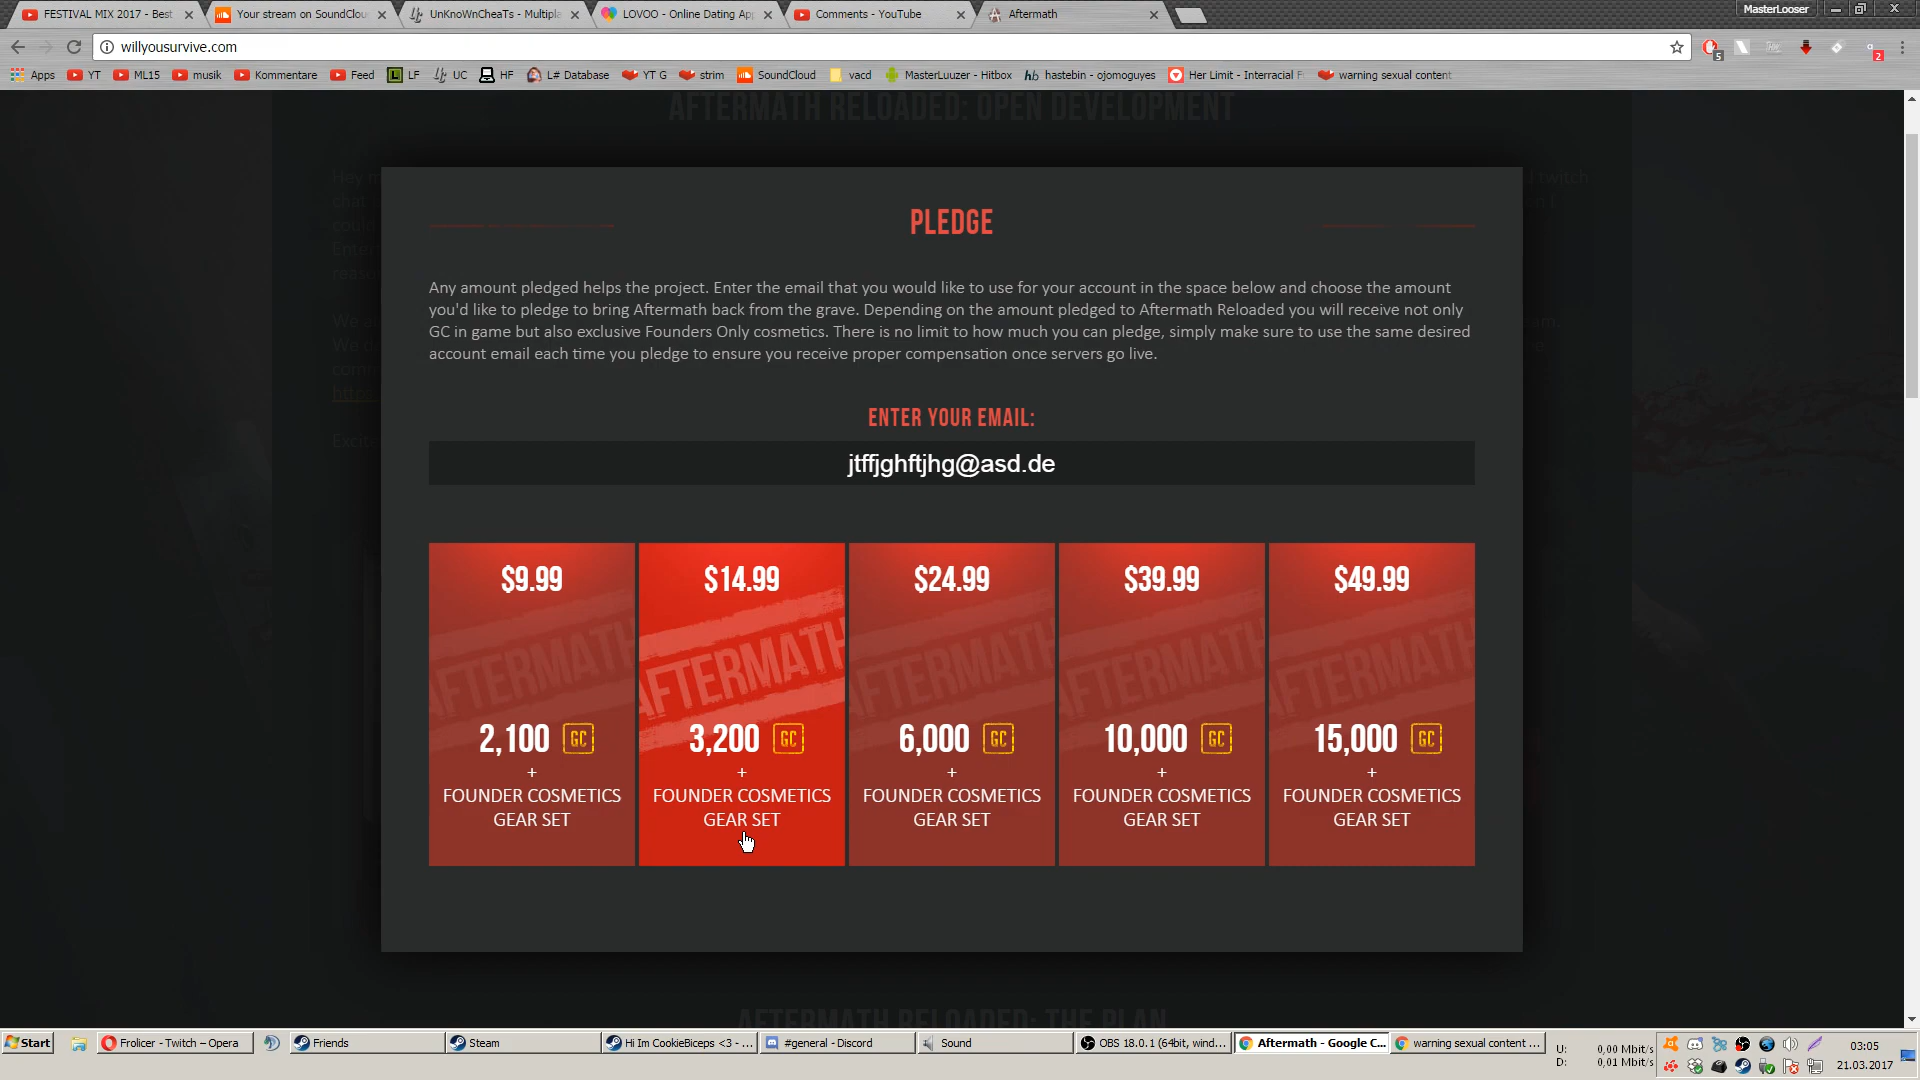 FESTIVAL MIX 2017 - Best
Your stream on SoundClou
UnKnoWnCheaTs - Multipla
LOVOO - Online Dating Ap
Comments - YouTube
Aftermath
MasterLooser
willyousurvive.com
5
2
Apps
YT
ML15
musik
Kommentare
Feed
LF
UC
HF
L# Database
YT G
strim
SoundCloud
vacd
MasterLuuzer - Hitbox
hb hastebin - ojomoguyes
Her Limit - Interracial F
warning sexual content
AFTERMATH RELOADED: OPEN DEVELOPMENT
PLEDGE
Any amount pledged helps the project. Enter the email that you would like to use for your account in the space below and choose the amount
you'd like to pledge to bring Aftermath back from the grave. Depending on the amount pledged to Aftermath Reloaded you will receive not only
GC in game but also exclusive Founders Only cosmetics. There is no limit to how much you can pledge, simply make sure to use the same desired
account email each time you pledge to ensure you receive proper compensation once servers go live.
ENTER YOUR EMAIL:
jtffjghftjhg@asd.de
$9.99
AFTERMATH
2,100 GC
+
FOUNDER COSMETICS
GEAR SET
$14.99
AFTERMATH
3,200 GC
+
FOUNDER COSMETICS
GEAR SET
$24.99
AFTERMATH
6,000 GC
+
FOUNDER COSMETICS
GEAR SET
$39.99
AFTERMATH
10,000 GC
+
FOUNDER COSMETICS
GEAR SET
$49.99
AFTERMATH
15,000 GC
+
FOUNDER COSMETICS
GEAR SET
AFTERMATH RELOADED: THE PLAN
Start
Frolicer - Twitch – Opera
Friends
Steam
Hi Im CookieBiceps <3 - ...
#general - Discord
Sound
OBS 18.0.1 (64bit, wind...
Aftermath - Google C...
warning sexual content ...
U: 0,00 Mbit/s
D: 0,01 Mbit/s
03:05
21.03.2017